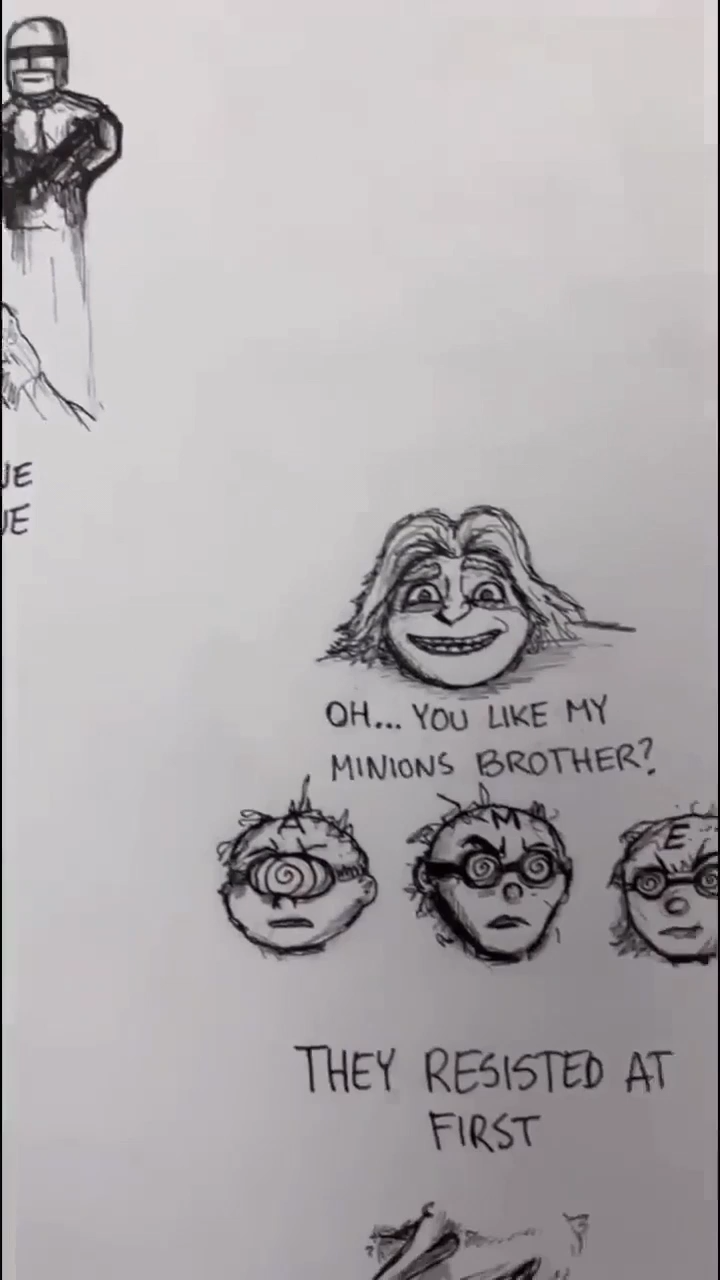 OH... YOU LIKE MY
MINIONS BROTHER?
A
M
E
THEY RESISTED AT
FIRST